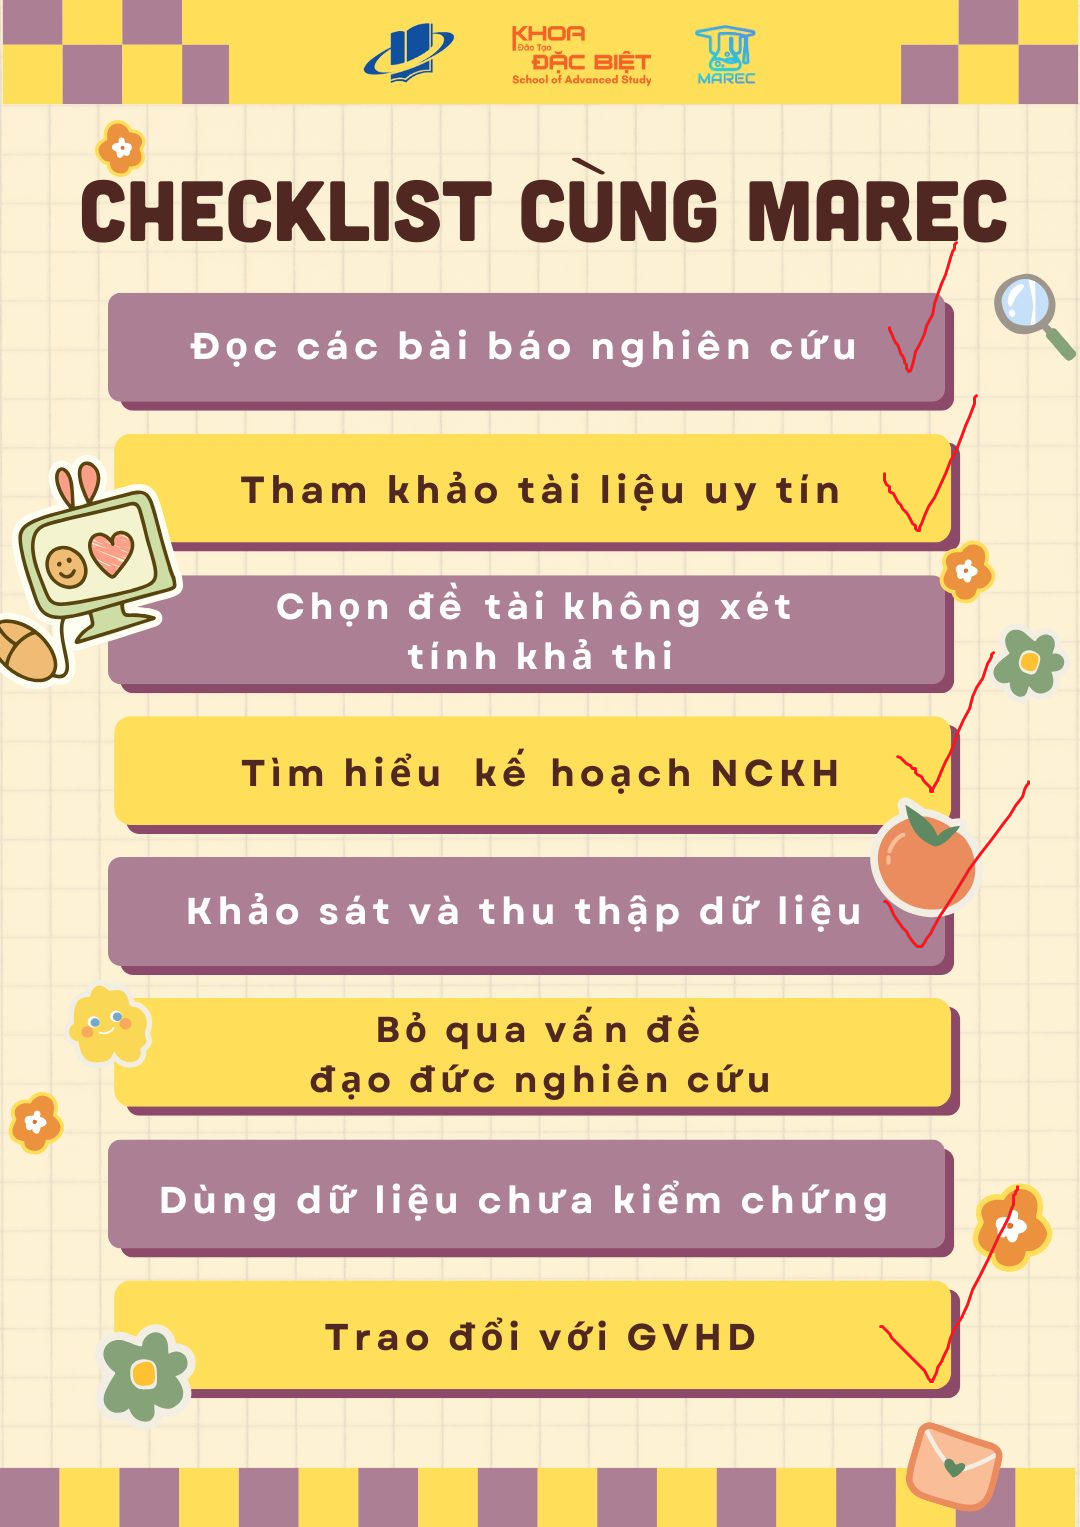 KHOA
Đào Tạo
ĐẶC BIỆT
School of Advanced Study
MAREC
CHECKLIST CÙNG MAREC
Đọc các bài báo nghiên cứu
Tham khảo tài liệu uy tín
Chọn đề tài không xét
tính khả thi
Tìm hiểu kế hoạch NCKH
Khảo sát và thu thập dữ liệu
Bỏ qua vấn đề
đạo đức nghiên cứu
Dùng dữ liệu chưa kiểm chứng
Trao đổi với GVHD